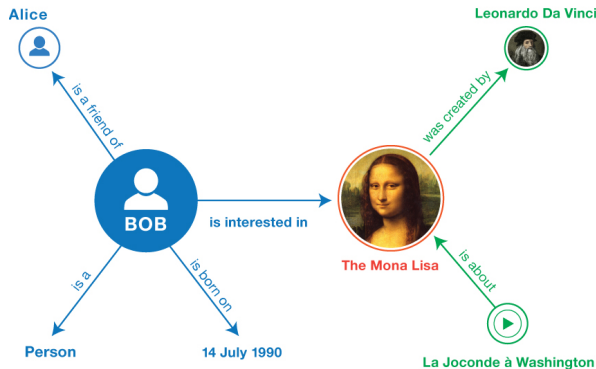 Alice
Leonardo Da Vinci
is a friend of
was created by
BOB
is interested in
The Mona Lisa
is a
is born on
is about
Person
14 July 1990
La Joconde à Washington